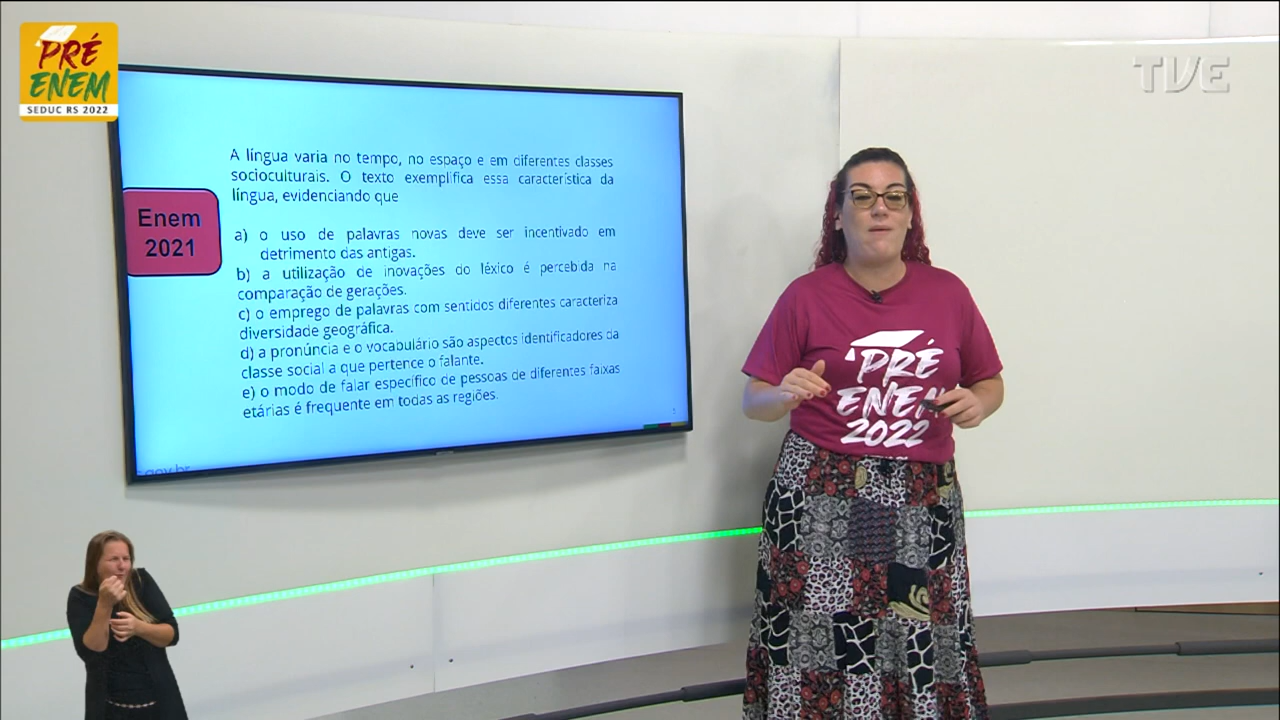 PRÉ
ENEM
SEDUC RS 2022
TVE
A língua varia no tempo, no espaço e em diferentes classes
socioculturais. O texto exemplifica essa característica da
língua, evidenciando que
Enem
2021
a) o uso de palavras novas deve ser incentivado em
detrimento das antigas.
b) a utilização de inovações do léxico é percebida na
comparação de gerações.
c) o emprego de palavras com sentidos diferentes caracteriza
diversidade geográfica.
d) a pronúncia e o vocabulário são aspectos identificadores da
classe social a que pertence o falante.
e) o modo de falar específico de pessoas de diferentes faixas
etárias é frequente em todas as regiões.
PRÉ
ENEM
2022